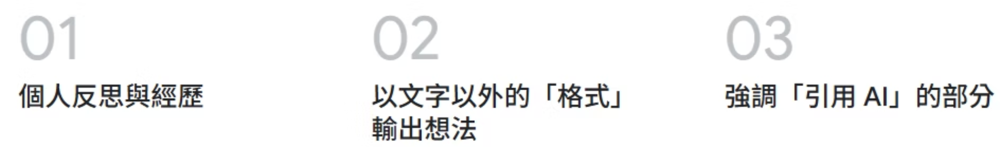 01
個人反思與經歷
02
以文字以外的「格式」
輸出想法
03
強調「引用 AI」的部分